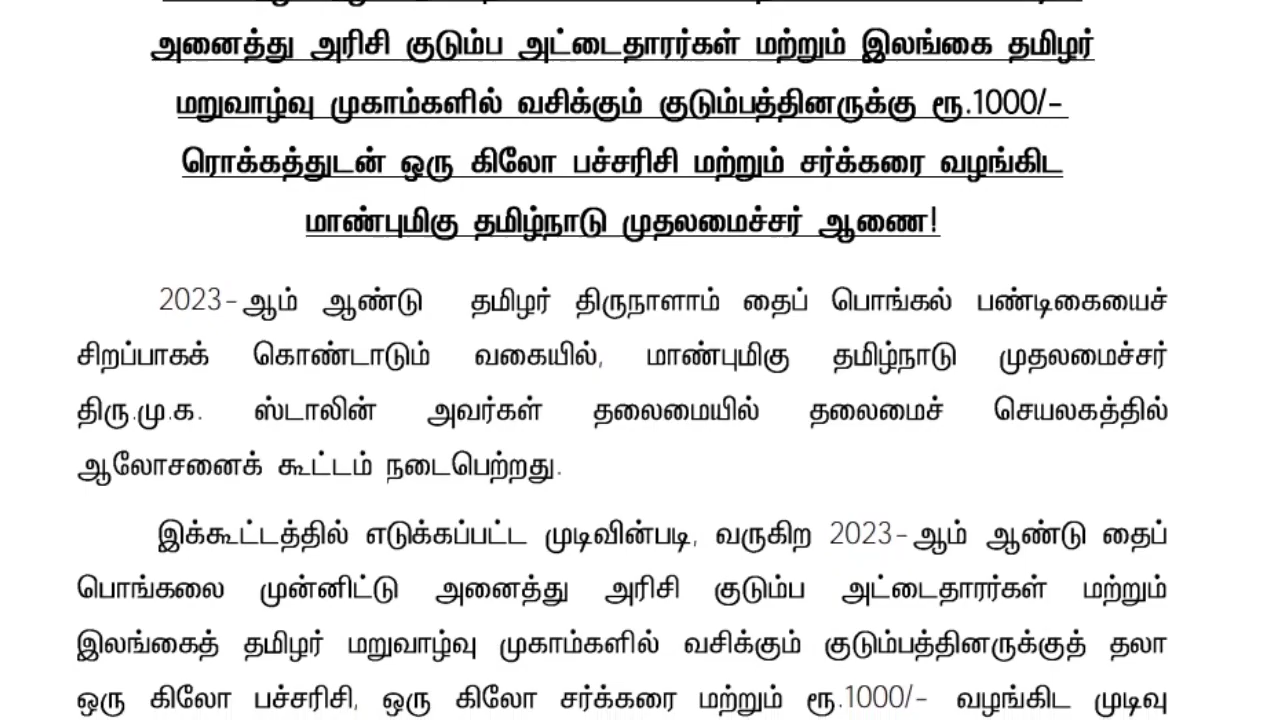 அனைத்து அரிசி குடும்ப அட்டைதாரர்கள் மற்றும் இலங்கை தமிழர்
மறுவாழ்வு முகாம்களில் வசிக்கும் குடும்பத்தினருக்கு ரூ.1000/-
ரொக்கத்துடன் ஒரு கிலோ பச்சரிசி மற்றும் சர்க்கரை வழங்கிட
மாண்புமிகு தமிழ்நாடு முதலமைச்சர் ஆணை!
2023-ஆம் ஆண்டு தமிழர் திருநாளாம் தைப் பொங்கல் பண்டிகையைச்
சிறப்பாகக் கொண்டாடும் வகையில், மாண்புமிகு தமிழ்நாடு முதலமைச்சர்
திரு.மு.க. ஸ்டாலின் அவர்கள் தலைமையில் தலைமைச் செயலகத்தில்
ஆலோசனைக் கூட்டம் நடைபெற்றது.
இக்கூட்டத்தில் எடுக்கப்பட்ட முடிவின்படி, வருகிற 2023-ஆம் ஆண்டு தைப்
பொங்கலை முன்னிட்டு அனைத்து அரிசி குடும்ப அட்டைதாரர்கள் மற்றும்
இலங்கைத் தமிழர் மறுவாழ்வு முகாம்களில் வசிக்கும் குடும்பத்தினருக்குத் தலா
ஒரு கிலோ பச்சரிசி, ஒரு கிலோ சர்க்கரை மற்றும் ரூ.1000/- வழங்கிட முடிவு